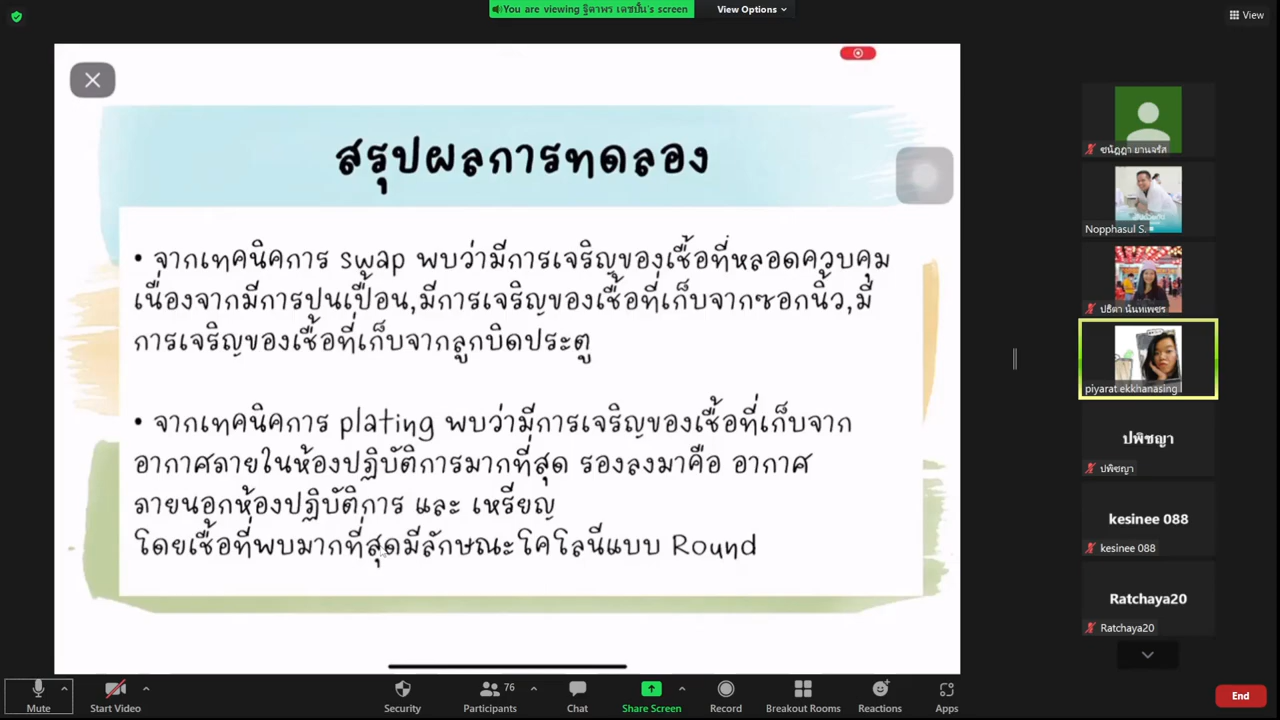 You are viewing ฐิตาพร เดชปั้น's screen
View Options
View
สรุปผลการทดลอง
• จากเทคนิคการ swap พบว่ามีการเจริญของเชื้อที่หลอดควบคุม
เนื่องจากมีการปนเปื้อน,มีการเจริญของเชื้อที่เก็บจากซอกนิ้ว,มี
การเจริญของเชื้อที่เก็บจากลูกบิดประตู
• จากเทคนิคการ plating พบว่ามีการเจริญของเชื้อที่เก็บจาก
อากาศภายในห้องปฏิบัติการมากที่สุด รองลงมาคือ อากาศ
ภายนอกห้องปฏิบัติการ และ เหรียญ
โดยเชื้อที่พบมากที่สุดมีลักษณะโคโลนีแบบ Round
ชนัฏฎา ยานจรัส
Nopphasul S.
ปธิตา นันทเพชร
piyarat ekkhanasing
ปพิชญา
ปพิชญา
kesinee 088
kesinee 088
Ratchaya20
Ratchaya20
Mute
Start Video
Security
76
Participants
Chat
Share Screen
Record
Breakout Rooms
Reactions
Apps
End